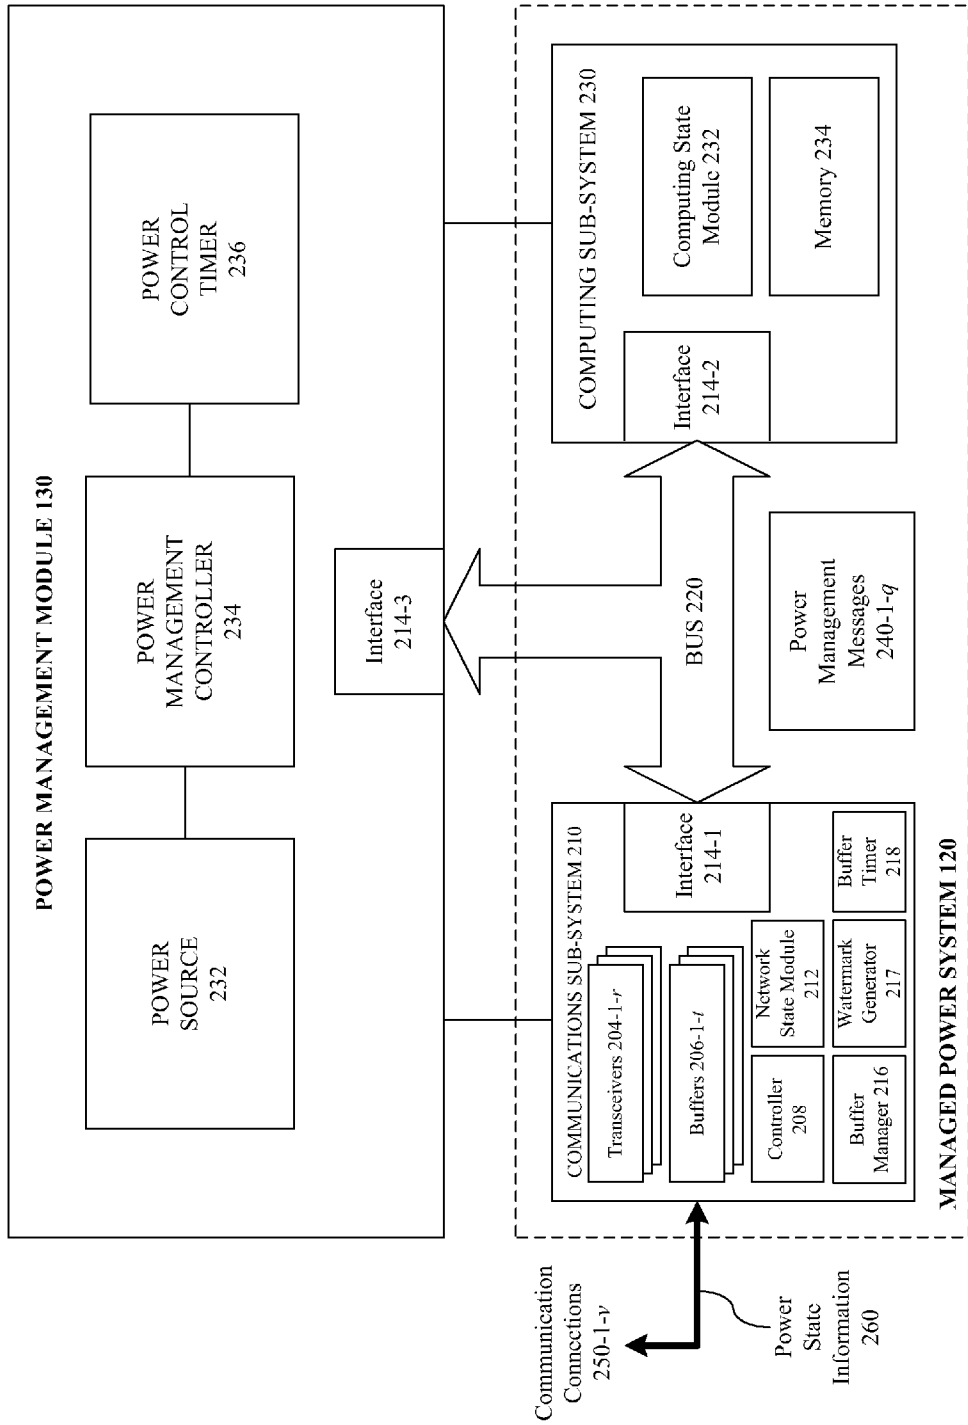 POWER MANAGEMENT MODULE 130
POWER
SOURCE
232
POWER
MANAGEMENT
CONTROLLER
234
POWER
CONTROL
TIMER
236
Interface
214-3
COMMUNICATIONS SUB-SYSTEM 210
Transceivers 204-1-r
Buffers 206-1-t
Controller
208
Network
State Module
212
Buffer
Manager 216
Watermark
Generator
217
Buffer
Timer
218
Interface
214-1
BUS 220
Power
Management
Messages
240-1-q
COMPUTING SUB-SYSTEM 230
Interface
214-2
Computing State
Module 232
Memory 234
MANAGED POWER SYSTEM 120
Communication
Connections
250-1-v
Power
State
Information
260